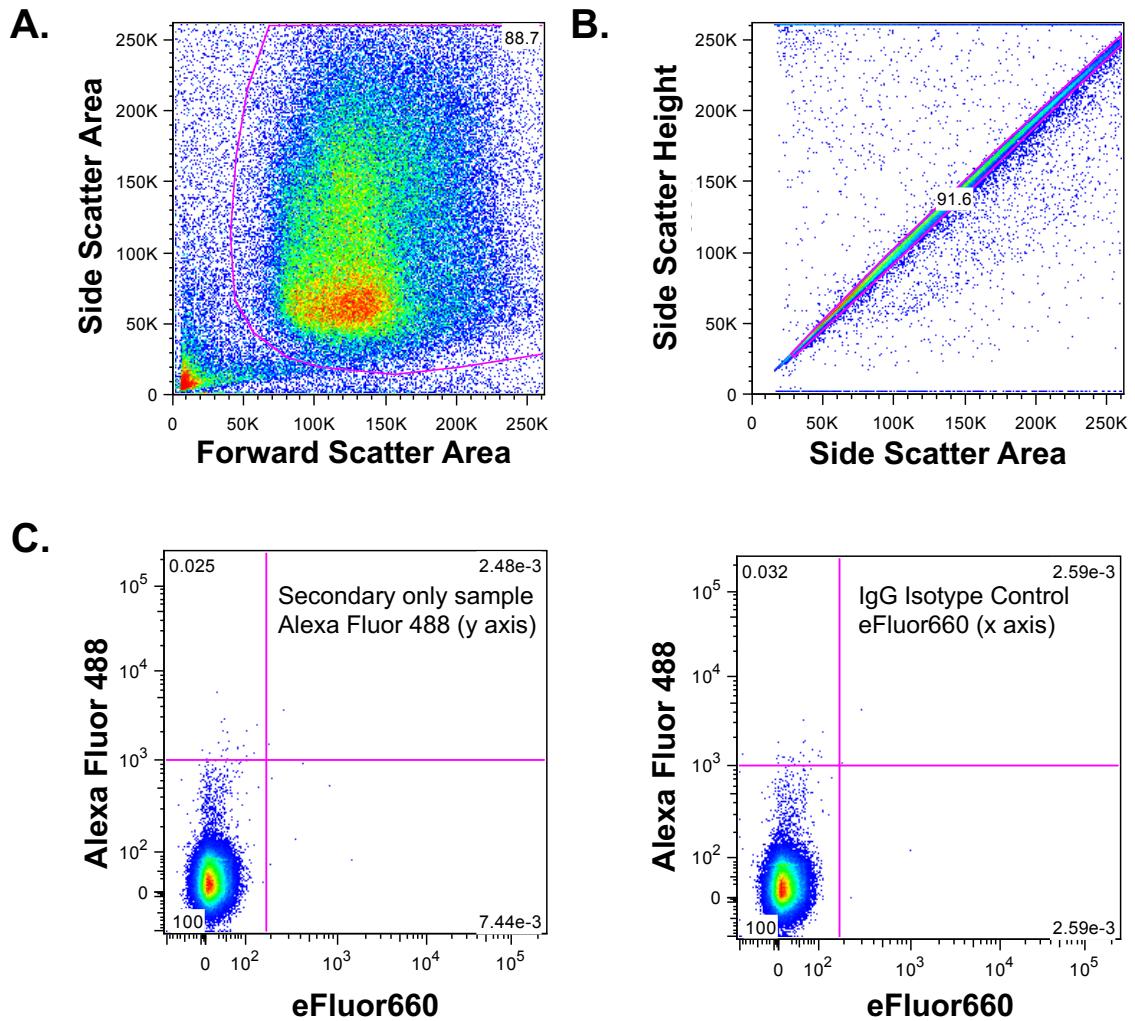 A.
88.7
Side Scatter Area
250K
200K
150K
100K
50K
0
0 50K 100K 150K 200K 250K
Forward Scatter Area
B.
91.6
Side Scatter Height
250K
200K
150K
100K
50K
0
0 50K 100K 150K 200K 250K
Side Scatter Area
C.
0.025 2.48e-3
Secondary only sample
Alexa Fluor 488 (y axis)
Alexa Fluor 488
10^5
10^4
10^3
10^2
0
100 7.44e-3
0 10^2 10^3 10^4 10^5
eFluor660
0.032 2.59e-3
IgG Isotype Control
eFluor660 (x axis)
Alexa Fluor 488
10^5
10^4
10^3
10^2
0
100 2.59e-3
0 10^2 10^3 10^4 10^5
eFluor660